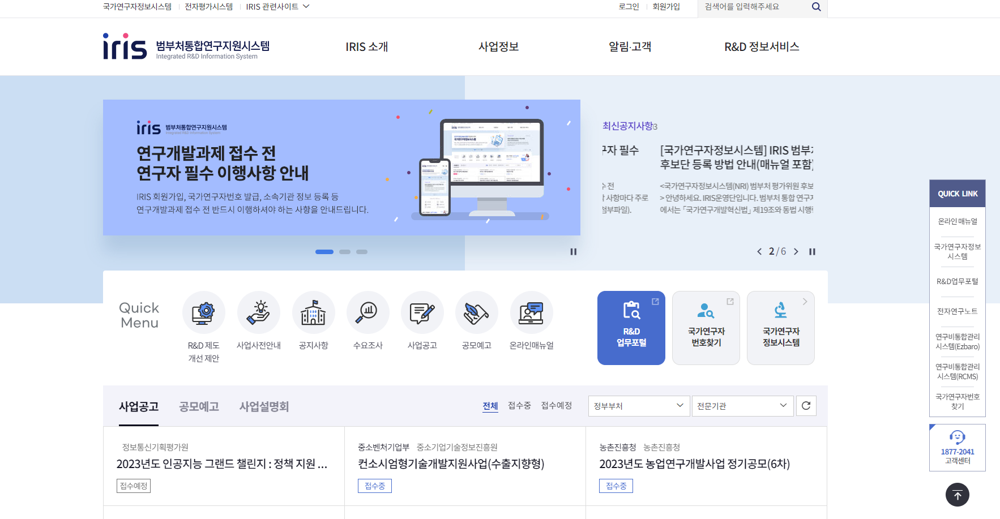 국가연구자정보시스템 전자평가시스템 IRIS 관련사이트
로그인 회원가입 검색어를 입력해주세요
iris 범부처통합연구지원시스템
Integrated R&D Information System
IRIS 소개 사업정보 알림·고객 R&D 정보서비스
iris 범부처통합연구지원시스템
Integrated R&D Information System
연구개발과제 접수 전
연구자 필수 이행사항 안내
IRIS 회원가입, 국가연구자번호 발급, 소속기관 정보 등록 등
연구개발과제 접수 전 반드시 이행하셔야 하는 사항을 안내드립니다.
최신공지사항3
구자 필수
수 전
사항마다 주로
첨부파일).
[국가연구자정보시스템] IRIS 범부처
후보단 등록 방법 안내(매뉴얼 포함)
<국가연구자정보시스템(NRI) 범부처 평가위원 후보
> 안녕하세요. IRIS운영단입니다. 범부처 통합 연구지
에서는 「국가연구개발혁신법」 제19조와 동법 시행령
2 / 6
Quick
Menu
R&D 제도
개선 제안
사업사전안내
공지사항
수요조사
사업공고
공모예고
온라인매뉴얼
R&D
업무포털
국가연구자
번호찾기
국가연구자
정보시스템
사업공고 공모예고 사업설명회
전체 접수중 접수예정 정부부처 전문기관
정보통신기획평가원
2023년도 인공지능 그랜드 챌린지 : 정책 지원 ...
접수예정
중소벤처기업부 중소기업기술정보진흥원
컨소시엄형기술개발지원사업(수출지향형)
접수중
농촌진흥청 농촌진흥청
2023년도 농업연구개발사업 정기공모(6차)
접수중
QUICK LINK
온라인 매뉴얼
국가연구자정보
시스템
R&D업무포털
전자연구노트
연구비통합관리
시스템(Ezbaro)
연구비통합관리
시스템(RCMS)
국가연구자번호
찾기
1877-2041
고객센터